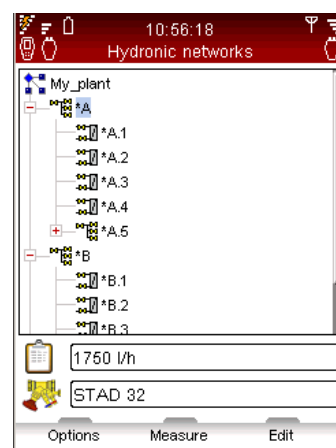 10:56:18
Hydronic networks
My_plant
*A
*A.1
*A.2
*A.3
*A.4
*A.5
*B
*B.1
*B.2
*B.3
1750 l/h
STAD 32
Options Measure Edit